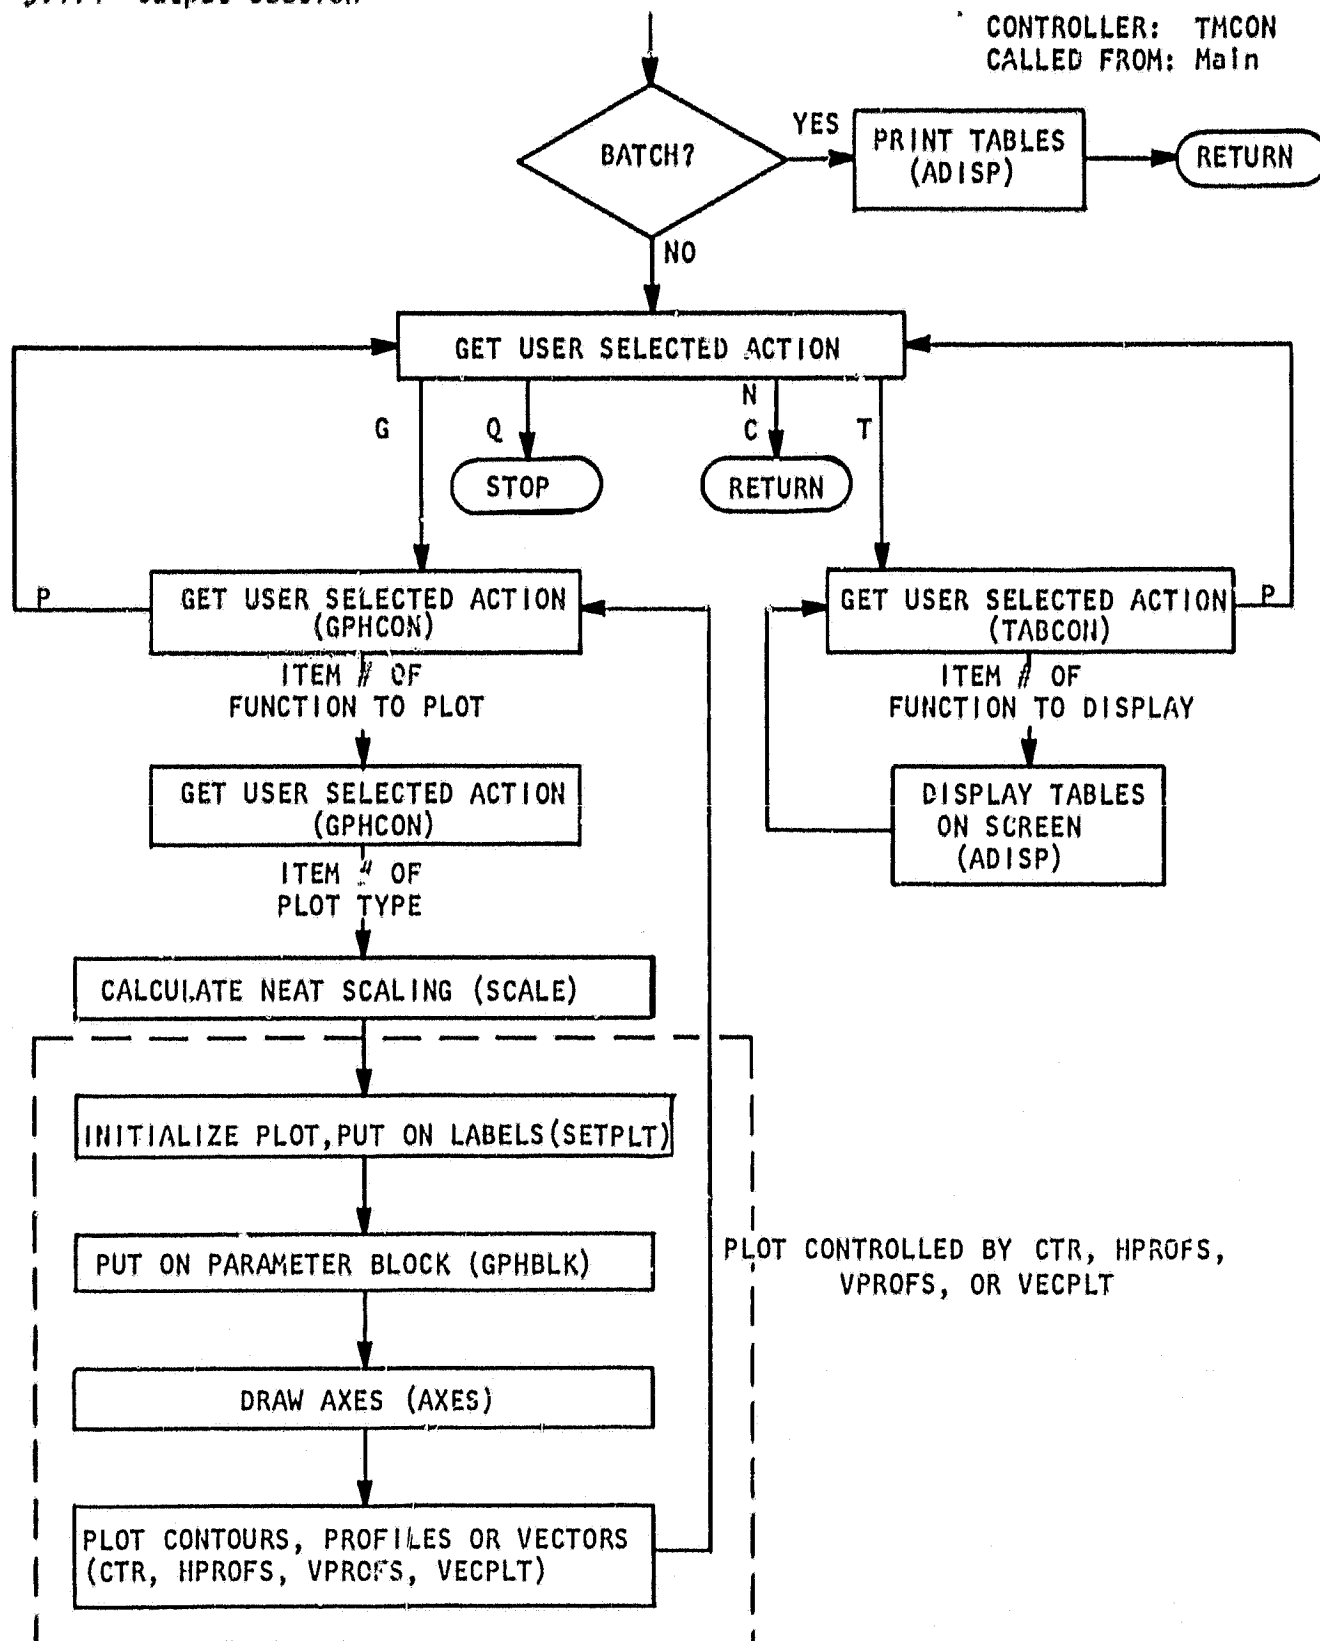 CONTROLLER: TMCON
CALLED FROM: Main
BATCH?
YES
PRINT TABLES
(ADISP)
RETURN
NO
GET USER SELECTED ACTION
G
Q
N
C
T
STOP
RETURN
P
GET USER SELECTED ACTION
(GPHCON)
GET USER SELECTED ACTION
(TABCON)
P
ITEM # OF
FUNCTION TO PLOT
ITEM # OF
FUNCTION TO DISPLAY
GET USER SELECTED ACTION
(GPHCON)
DISPLAY TABLES
ON SCREEN
(ADISP)
ITEM # OF
PLOT TYPE
CALCULATE NEAT SCALING (SCALE)
INITIALIZE PLOT,PUT ON LABELS(SETPLT)
PUT ON PARAMETER BLOCK (GPHBLK)
PLOT CONTROLLED BY CTR, HPROFS,
VPROFS, OR VECPLT
DRAW AXES (AXES)
PLOT CONTOURS, PROFILES OR VECTORS
(CTR, HPROFS, VPROFS, VECPLT)